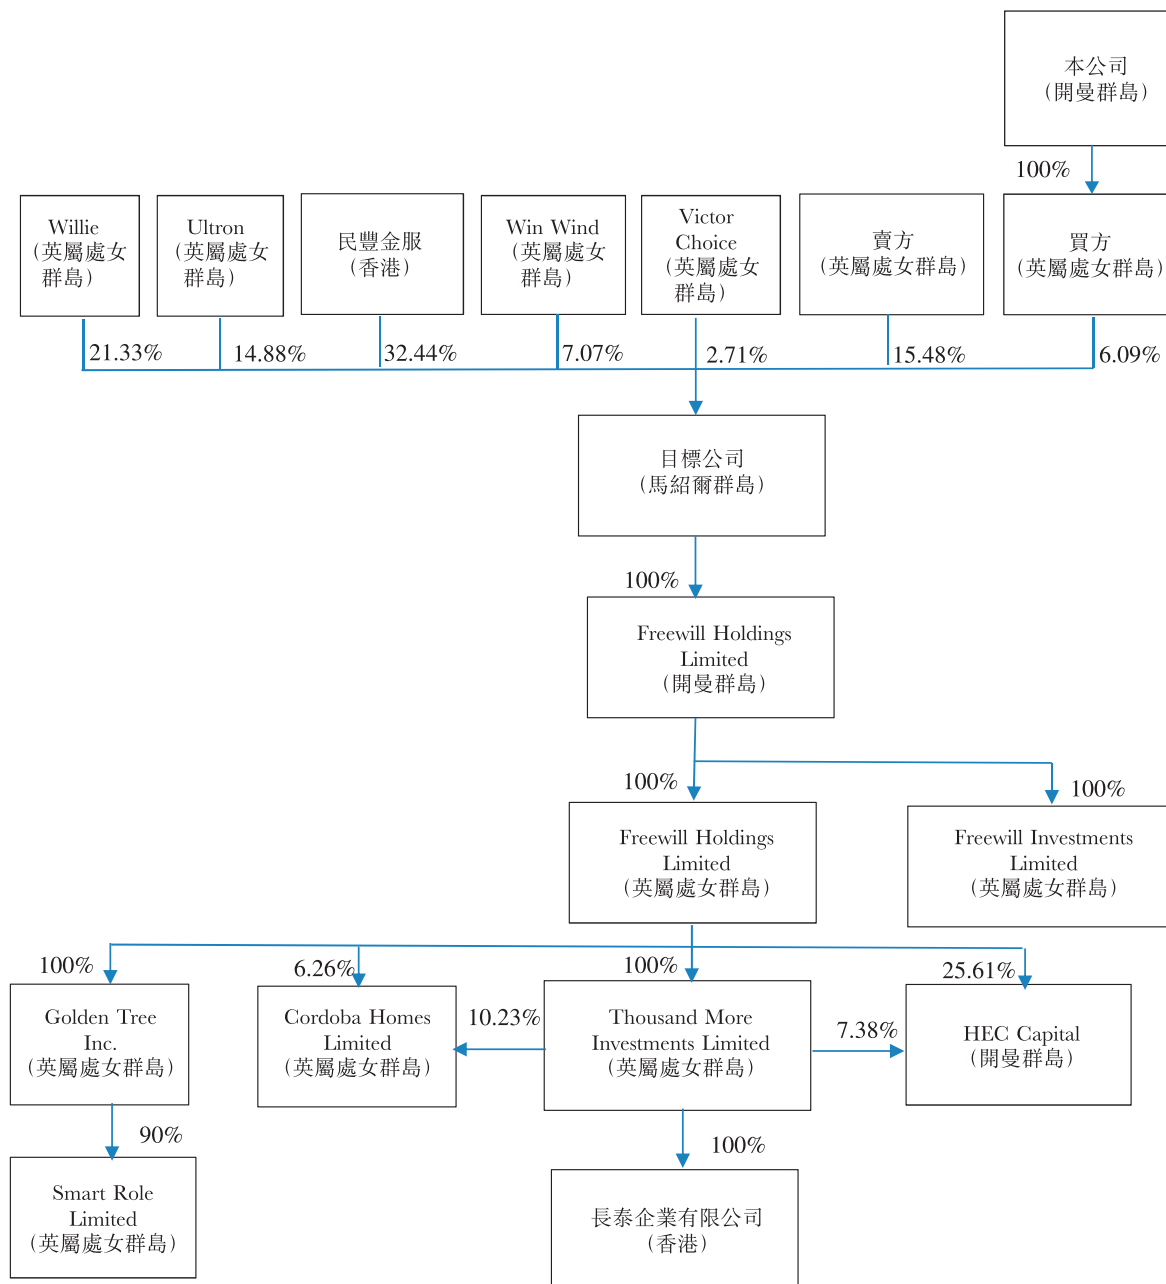 本公司
（開曼群島）
100%
Willie
（英屬處女
群島）
Ultron
（英屬處女
群島）
民豐金服
（香港）
Win Wind
（英屬處女
群島）
Victor
Choice
（英屬處女
群島）
賣方
（英屬處女群島）
買方
（英屬處女群島）
21.33%
14.88%
32.44%
7.07%
2.71%
15.48%
6.09%
目標公司
（馬紹爾群島）
100%
Freewill Holdings
Limited
（開曼群島）
100%
100%
Freewill Holdings
Limited
（英屬處女群島）
Freewill Investments
Limited
（英屬處女群島）
100%
6.26%
100%
25.61%
Golden Tree
Inc.
（英屬處女群島）
Cordoba Homes
Limited
（英屬處女群島）
10.23%
Thousand More
Investments Limited
（英屬處女群島）
7.38%
HEC Capital
（開曼群島）
90%
100%
Smart Role
Limited
（英屬處女群島）
長泰企業有限公司
（香港）